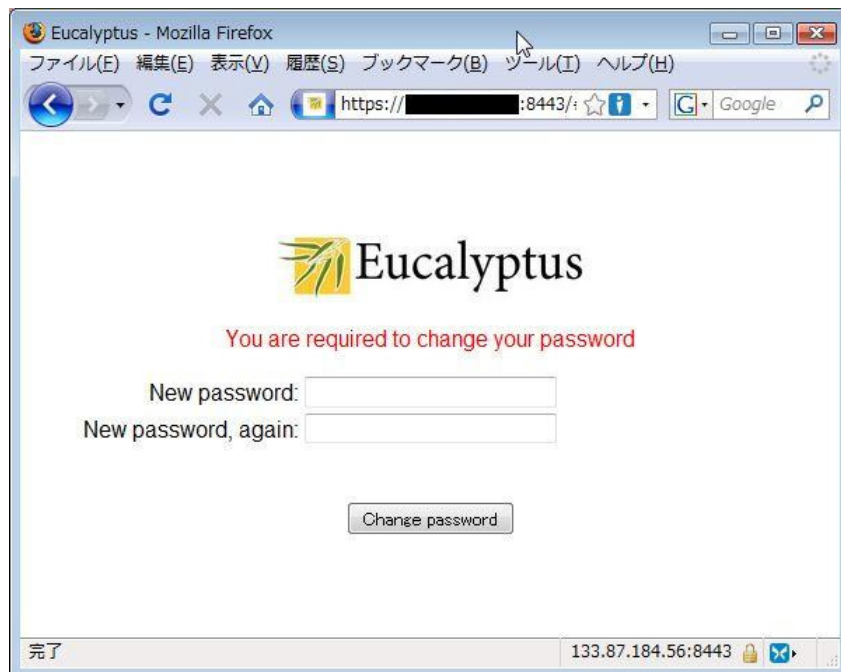 Eucalyptus - Mozilla Firefox
ファイル(F) 編集(E) 表示(V) 履歴(S) ブックマーク(B) ツール(T) ヘルプ(H)
https:// :8443/ G Google
Eucalyptus
You are required to change your password
New password:
New password, again:
Change password
完了 133.87.184.56:8443